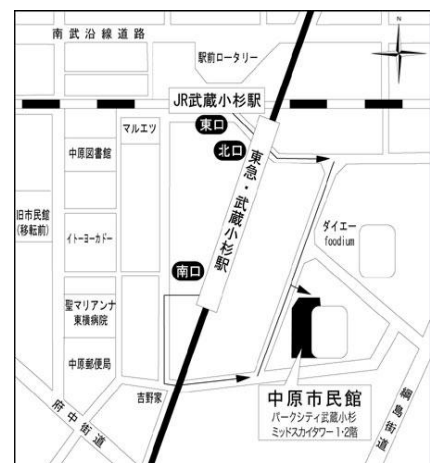 南武沿線道路
N
駅前ロータリー
JR武蔵小杉駅
マルエツ
東口
北口
中原図書館
東急・武蔵小杉駅
旧市民館
(移転前)
イトーヨーカドー
ダイエー
foodium
南口
聖マリアンナ
東横病院
中原郵便局
吉野家
中原市民館
パークシティ武蔵小杉
ミッドスカイタワー1・2階
府中街道
綱島街道